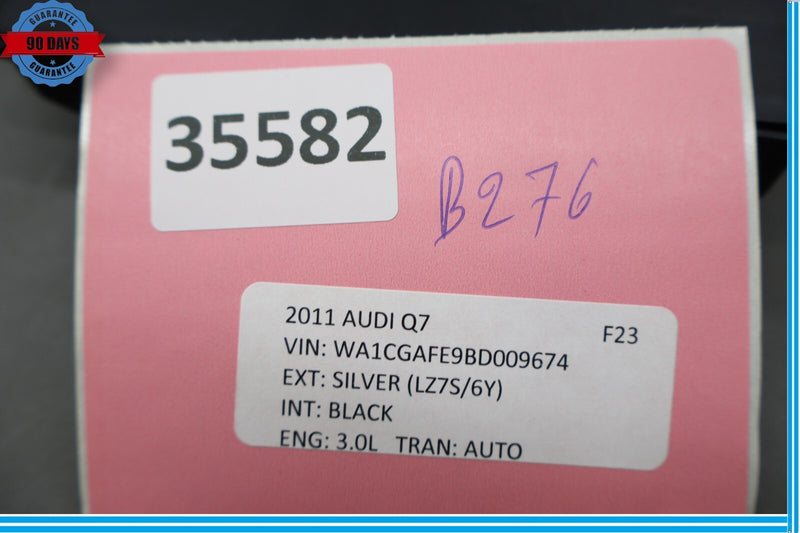 GUARANTEE
90 DAYS
GUARANTEE
35582
B276
2011 AUDI Q7
F23
VIN: WA1CGAFE9BD009674
EXT: SILVER (LZ7S/6Y)
INT: BLACK
ENG: 3.0L TRAN: AUTO